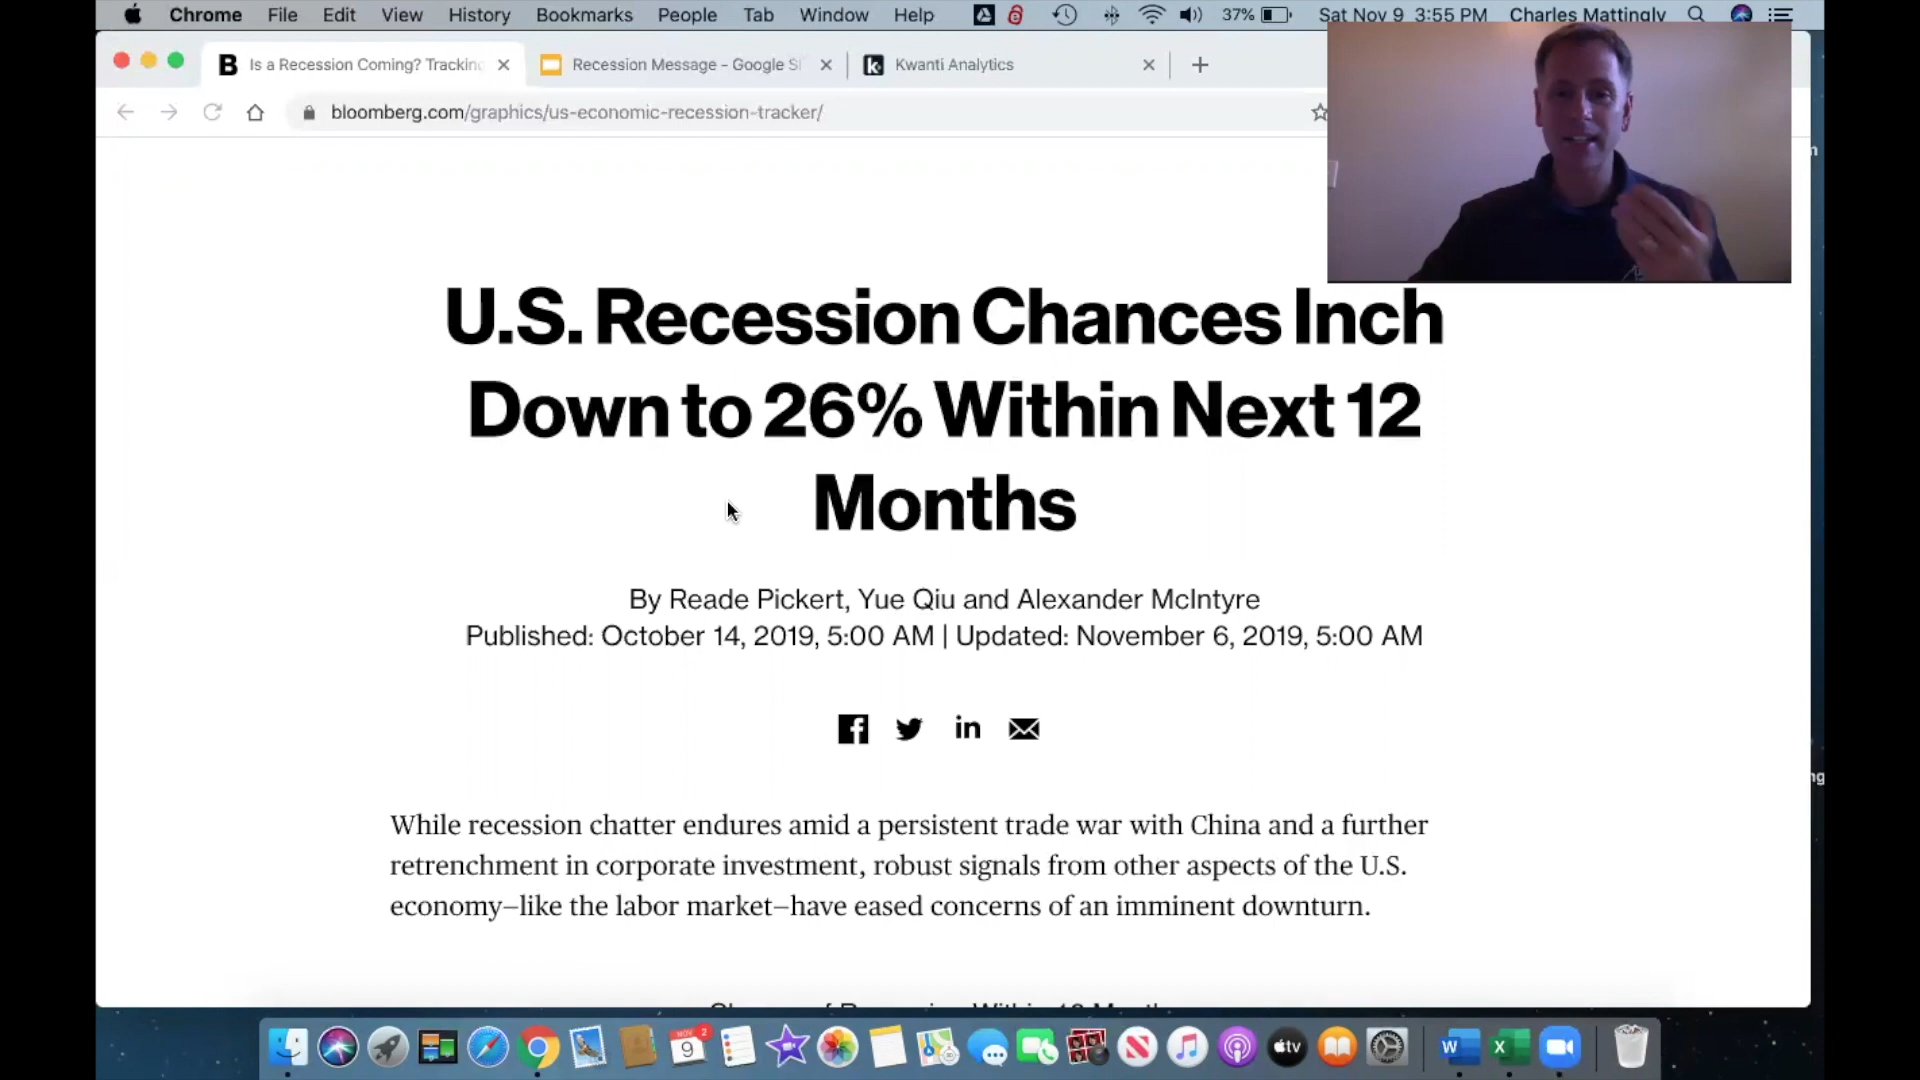 Chrome File Edit View History Bookmarks People Tab Window Help 37% Sat Nov 9 3:55 PM Charles Mattingly
B Is a Recession Coming? Tracking Recession Message - Google Sl Kwanti Analytics
bloomberg.com/graphics/us-economic-recession-tracker/
U.S. Recession Chances Inch
Down to 26% Within Next 12
Months
By Reade Pickert, Yue Qiu and Alexander McIntyre
Published: October 14, 2019, 5:00 AM | Updated: November 6, 2019, 5:00 AM
While recession chatter endures amid a persistent trade war with China and a further
retrenchment in corporate investment, robust signals from other aspects of the U.S.
economy—like the labor market—have eased concerns of an imminent downturn.
NOV 2
9
tv
W X